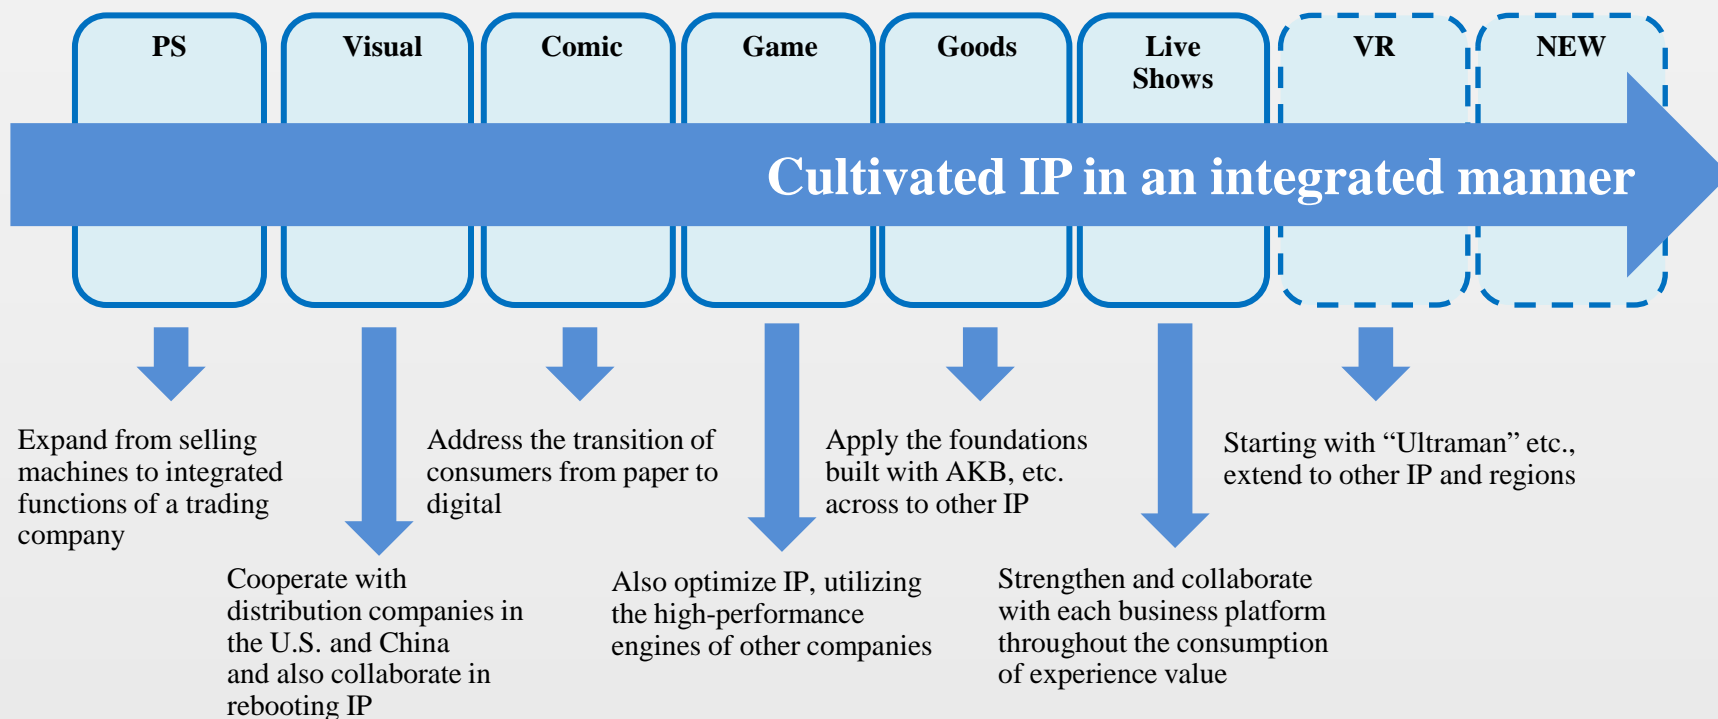 PS
Visual
Comic
Game
Goods
Live
Shows
VR
NEW
Cultivated IP in an integrated manner
Expand from selling
machines to integrated
functions of a trading
company
Cooperate with
distribution companies in
the U.S. and China
and also collaborate in
rebooting IP
Address the transition of
consumers from paper to
digital
Also optimize IP, utilizing
the high-performance
engines of other companies
Apply the foundations
built with AKB, etc.
across to other IP
Strengthen and collaborate
with each business platform
throughout the consumption
of experience value
Starting with “Ultraman” etc.,
extend to other IP and regions